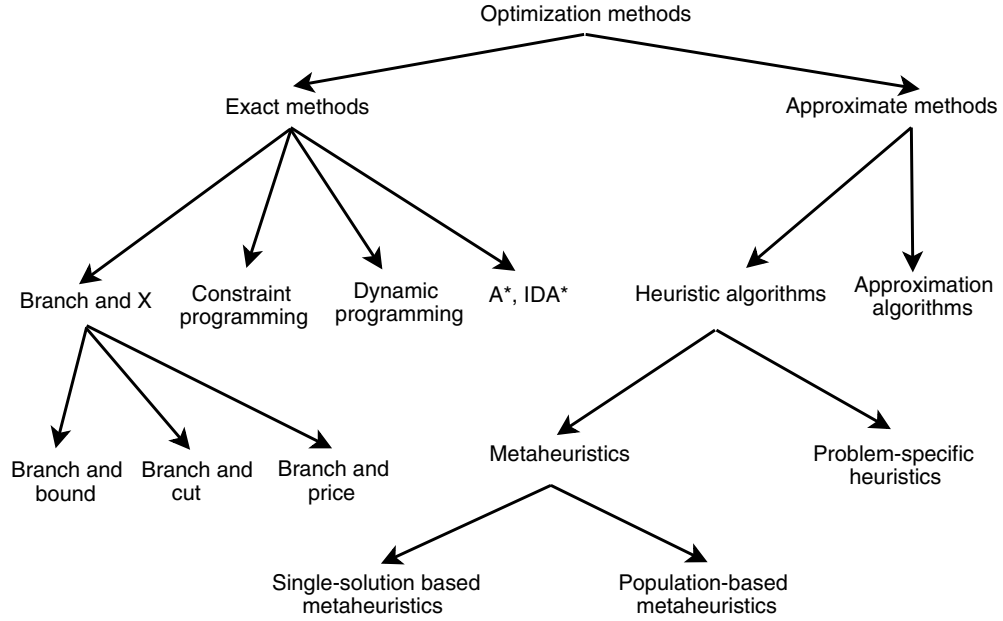 Optimization methods
Exact methods
Approximate methods
Branch and X
Constraint
programming
Dynamic
programming
A*, IDA*
Heuristic algorithms
Approximation
algorithms
Branch and
bound
Branch and
cut
Branch and
price
Metaheuristics
Problem-specific
heuristics
Single-solution based
metaheuristics
Population-based
metaheuristics